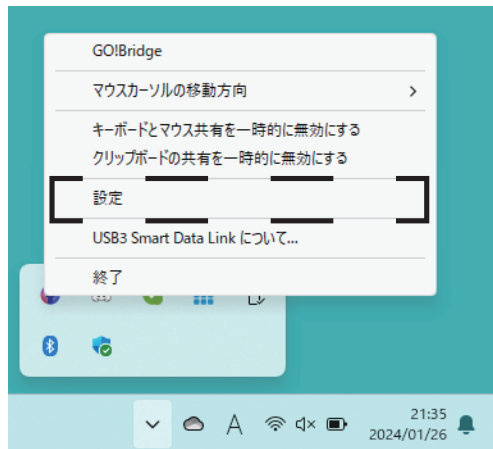 GO!Bridge
マウスカーソルの移動方向
キーボードとマウス共有を一時的に無効にする
クリップボードの共有を一時的に無効にする
設定
USB3 Smart Data Link について...
終了
A
21:35
2024/01/26